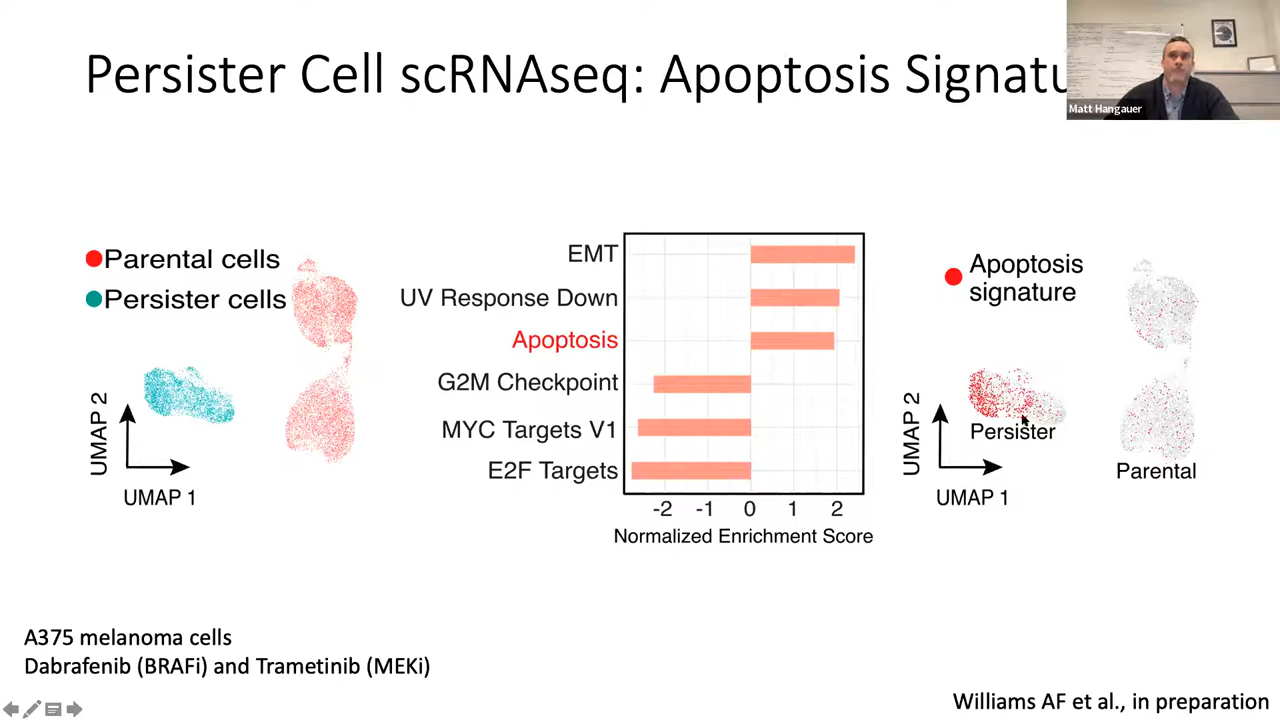 Persister Cell scRNAseq: Apoptosis Signatu
Matt Hangauer
Parental cells
Persister cells
UMAP 2
UMAP 1
EMT
UV Response Down
Apoptosis
G2M Checkpoint
MYC Targets V1
E2F Targets
-2 -1 0 1 2
Normalized Enrichment Score
Apoptosis
signature
Persister
Parental
UMAP 2
UMAP 1
A375 melanoma cells
Dabrafenib (BRAFi) and Trametinib (MEKi)
Williams AF et al., in preparation